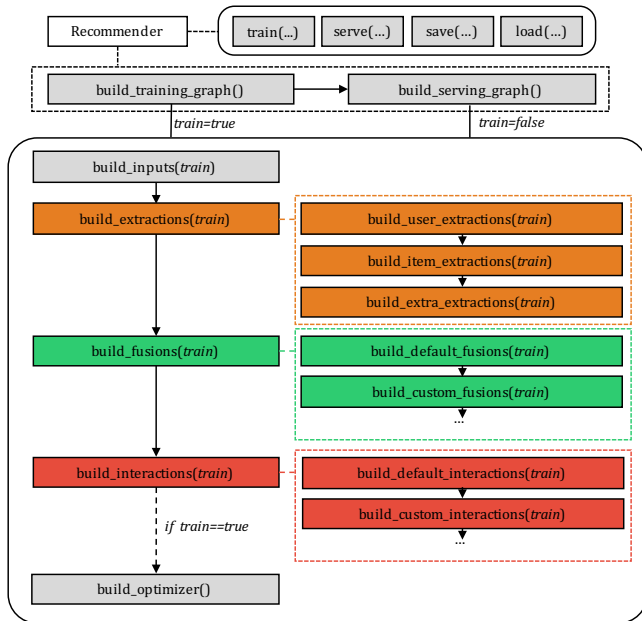 Recommender
train(...)
serve(...)
save(...)
load(...)
build_training_graph()
build_serving_graph()
train=true
train=false
build_inputs(train)
build_extractions(train)
build_user_extractions(train)
build_item_extractions(train)
build_extra_extractions(train)
build_fusions(train)
build_default_fusions(train)
build_custom_fusions(train)
...
build_interactions(train)
build_default_interactions(train)
build_custom_interactions(train)
...
if train==true
build_optimizer()